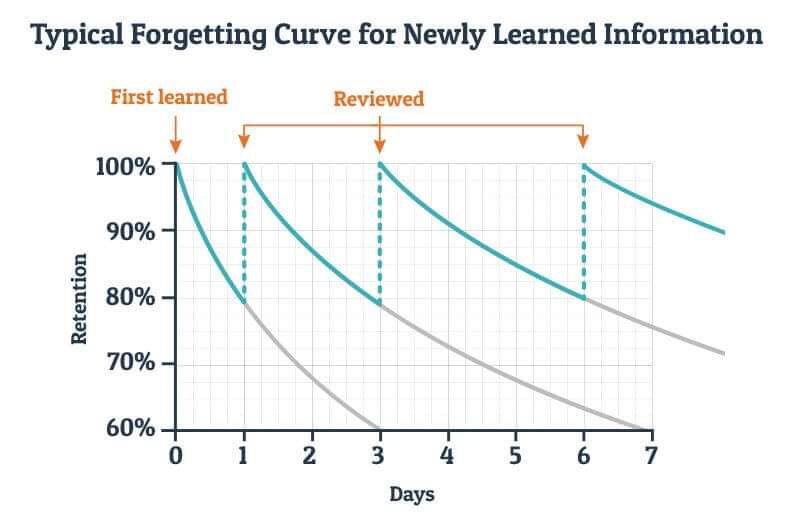 Typical Forgetting Curve for Newly Learned Information
First learned
Reviewed
100%
90%
80%
70%
60%
Retention
0 1 2 3 4 5 6 7
Days